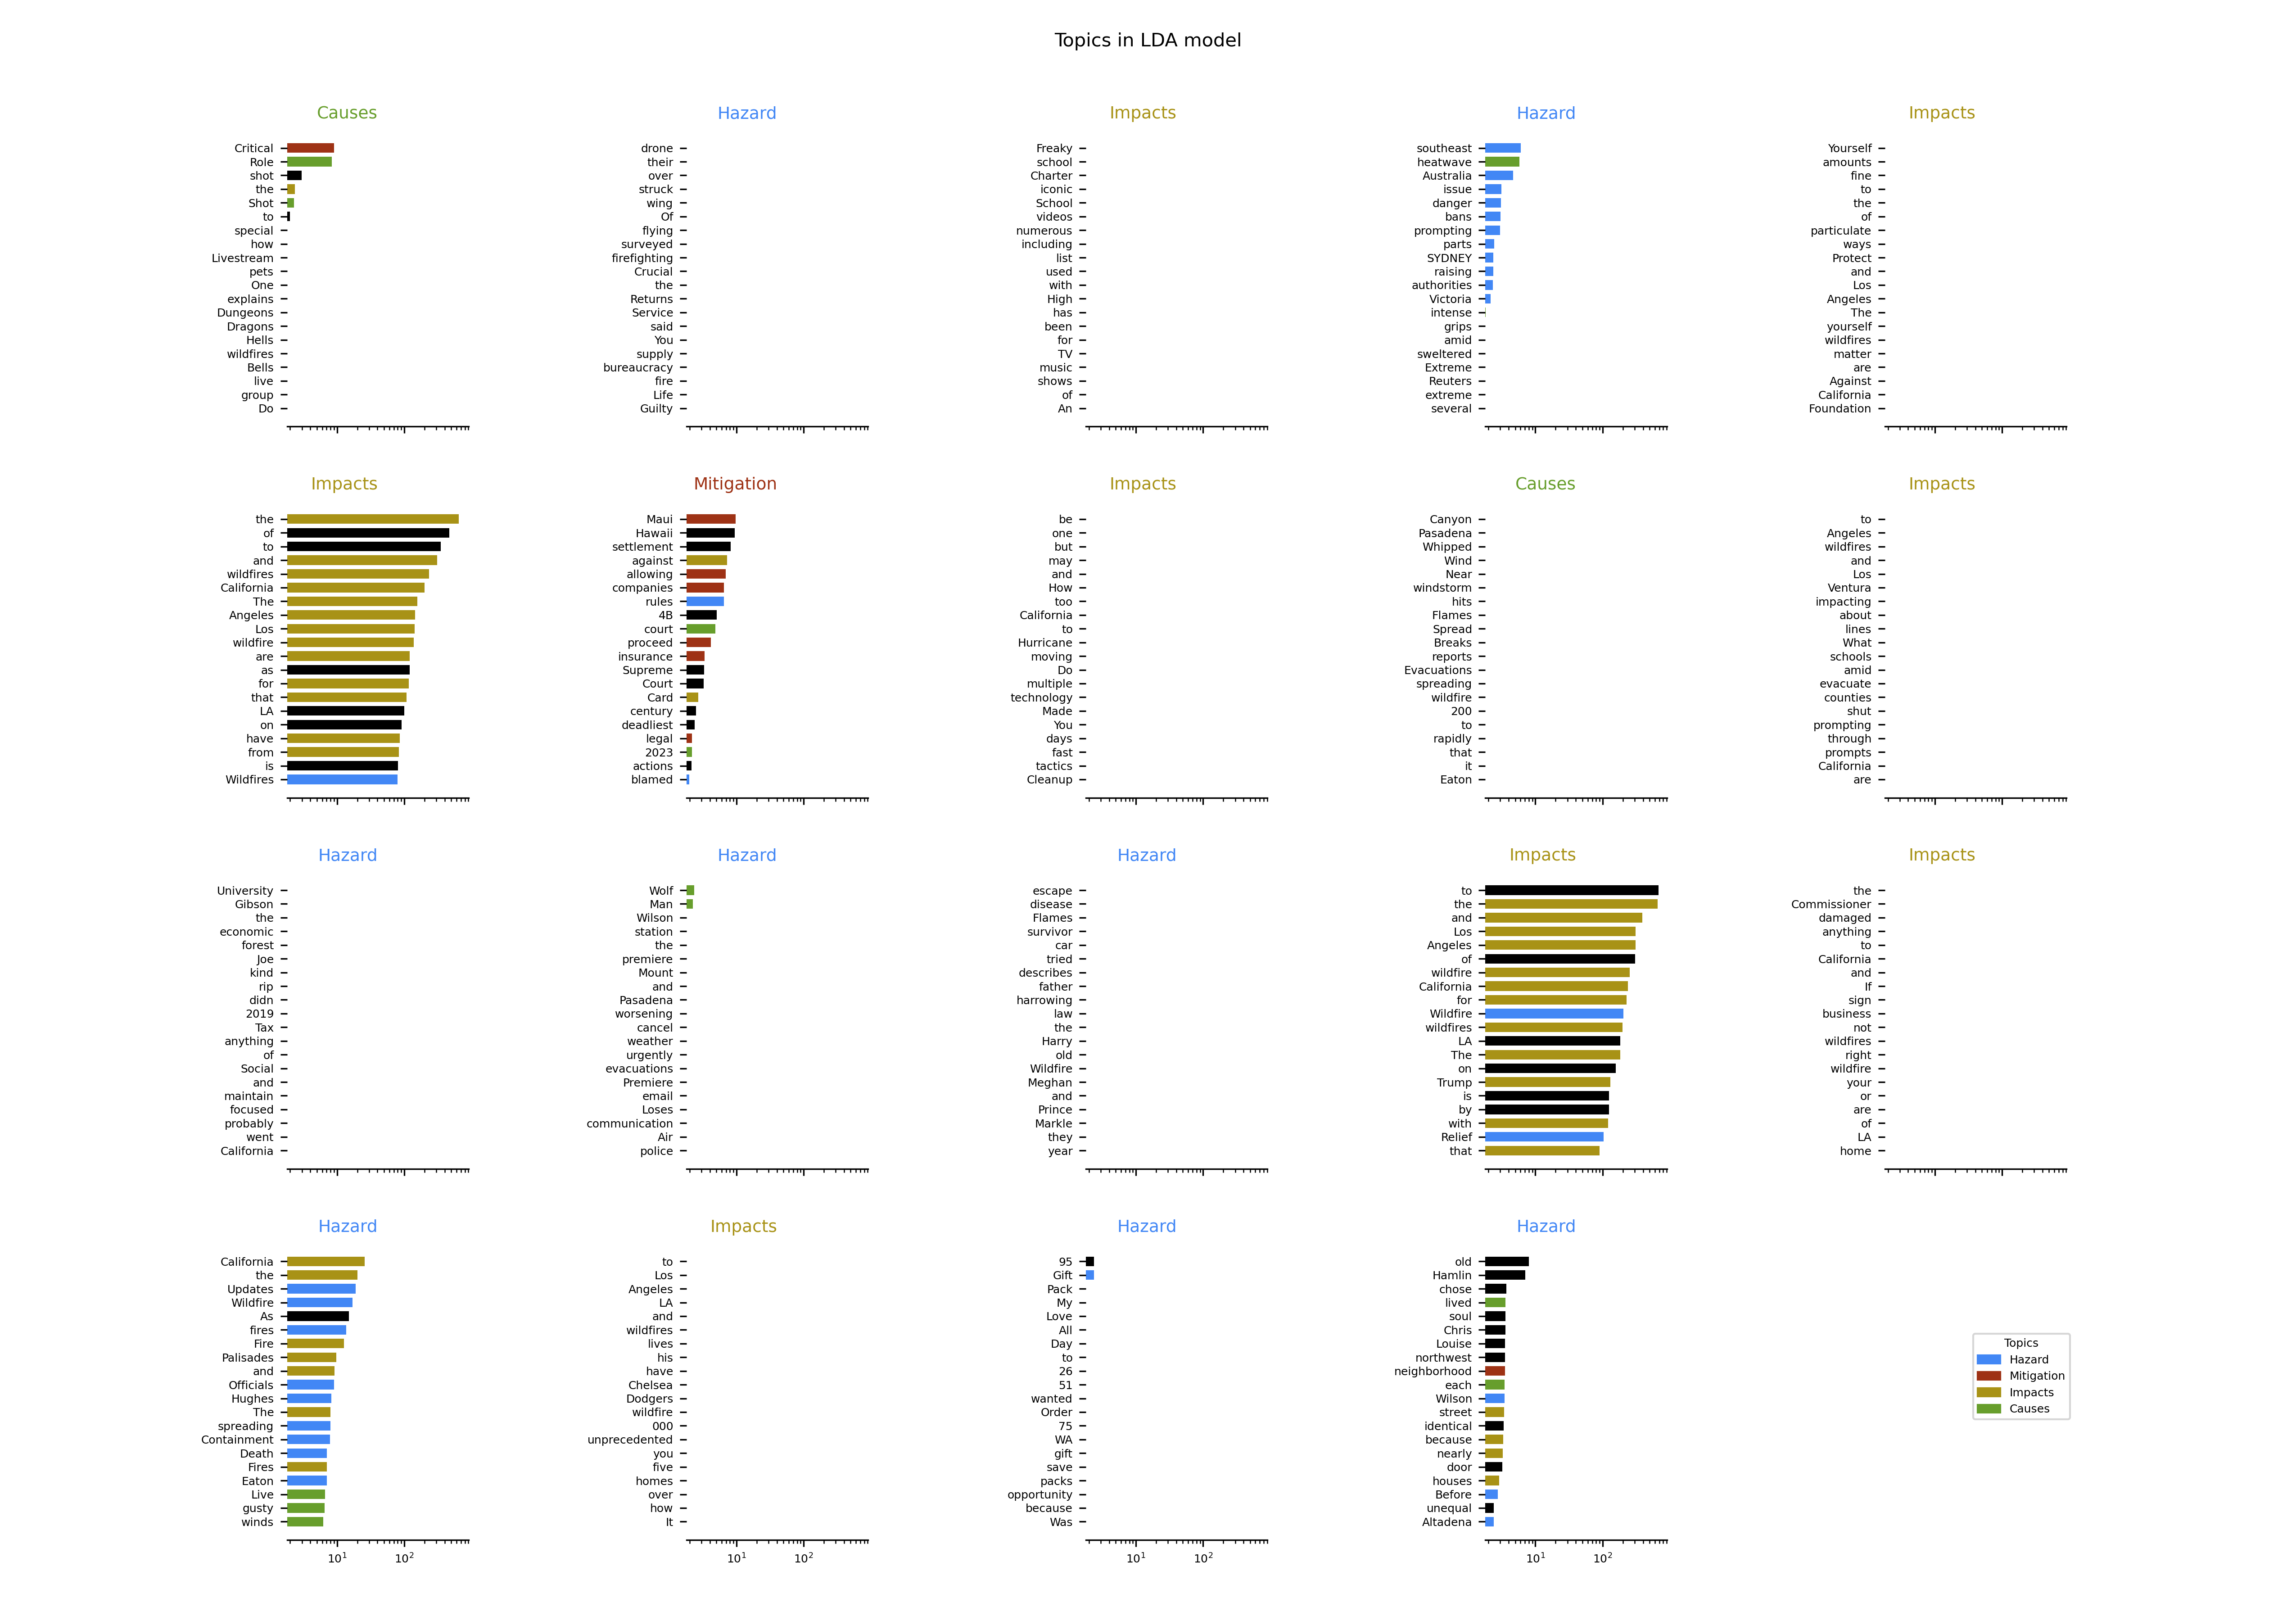 Topics in LDA model
Causes
Critical
Role
shot
the
Shot
to
special
how
Livestream
pets
One
explains
Dungeons
Dragons
Hells
wildfires
Bells
live
group
Do
Hazard
drone
their
over
struck
wing
Of
flying
surveyed
firefighting
Crucial
the
Returns
Service
said
You
supply
bureaucracy
fire
Life
Guilty
Impacts
Freaky
school
Charter
iconic
School
videos
numerous
including
list
used
with
High
has
been
for
TV
music
shows
of
An
Hazard
southeast
heatwave
Australia
issue
danger
bans
prompting
parts
SYDNEY
raising
authorities
Victoria
intense
grips
amid
sweltered
Extreme
Reuters
extreme
several
Impacts
Yourself
amounts
fine
to
the
of
particulate
ways
Protect
and
Los
Angeles
The
yourself
wildfires
matter
are
Against
California
Foundation
Impacts
the
of
to
and
wildfires
California
The
Angeles
Los
wildfire
are
as
for
that
LA
on
have
from
is
Wildfires
Mitigation
Maui
Hawaii
settlement
against
allowing
companies
rules
4B
court
proceed
insurance
Supreme
Court
Card
century
deadliest
legal
2023
actions
blamed
Impacts
be
one
but
may
and
How
too
California
to
Hurricane
moving
Do
multiple
technology
Made
You
days
fast
tactics
Cleanup
Causes
Canyon
Pasadena
Whipped
Wind
Near
windstorm
hits
Flames
Spread
Breaks
reports
Evacuations
spreading
wildfire
200
to
rapidly
that
it
Eaton
Impacts
to
Angeles
wildfires
and
Los
Ventura
impacting
about
lines
What
schools
amid
evacuate
counties
shut
prompting
through
prompts
California
are
Hazard
University
Gibson
the
economic
forest
Joe
kind
rip
didn
2019
Tax
anything
of
Social
and
maintain
focused
probably
went
California
Hazard
Wolf
Man
Wilson
station
the
premiere
Mount
and
Pasadena
worsening
cancel
weather
urgently
evacuations
Premiere
email
Loses
communication
Air
police
Hazard
escape
disease
Flames
survivor
car
tried
describes
father
harrowing
law
the
Harry
old
Wildfire
Meghan
and
Prince
Markle
they
year
Impacts
to
the
and
Los
Angeles
of
wildfire
California
for
Wildfire
wildfires
LA
The
on
Trump
is
by
with
Relief
that
Impacts
the
Commissioner
damaged
anything
to
California
and
If
sign
business
not
wildfires
right
wildfire
your
or
are
of
LA
home
Hazard
California
the
Updates
Wildfire
As
fires
Fire
Palisades
and
Officials
Hughes
The
spreading
Containment
Death
Fires
Eaton
Live
gusty
winds
10¹ 10²
Impacts
to
Los
Angeles
LA
and
wildfires
lives
his
have
Chelsea
Dodgers
wildfire
000
unprecedented
you
five
homes
over
how
It
10¹ 10²
Hazard
95
Gift
Pack
My
Love
All
Day
to
26
51
wanted
Order
75
WA
gift
save
packs
opportunity
because
Was
10¹ 10²
Hazard
old
Hamlin
chose
lived
soul
Chris
Louise
northwest
neighborhood
each
Wilson
street
identical
because
nearly
door
houses
Before
unequal
Altadena
10¹ 10²
Topics
Hazard
Mitigation
Impacts
Causes